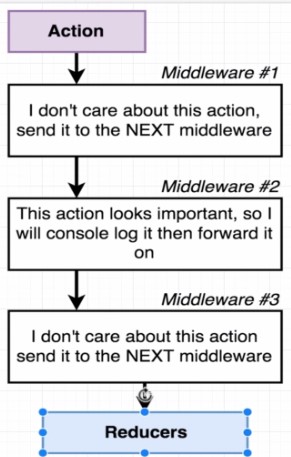 Action
Middleware #1
I don't care about this action,
send it to the NEXT middleware
Middleware #2
This action looks important, so I
will console log it then forward it
on
Middleware #3
I don't care about this action
send it to the NEXT middleware
Reducers